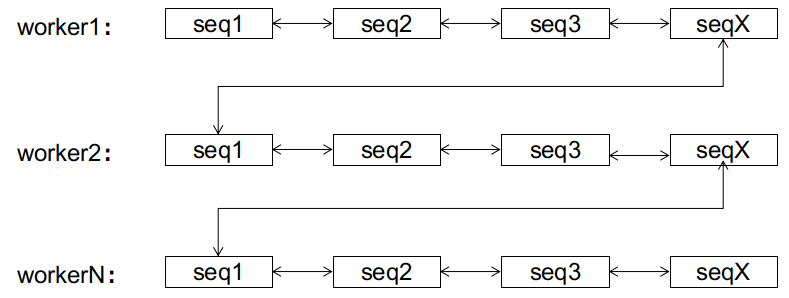 worker1: seq1 seq2 seq3 seqX
worker2: seq1 seq2 seq3 seqX
workerN: seq1 seq2 seq3 seqX